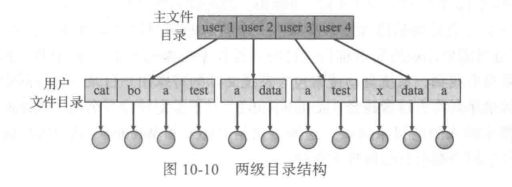 主文件
目录
user 1 user 2 user 3 user 4
用户
文件目录
cat bo a test a data a test x data a
图 10-10 两级目录结构